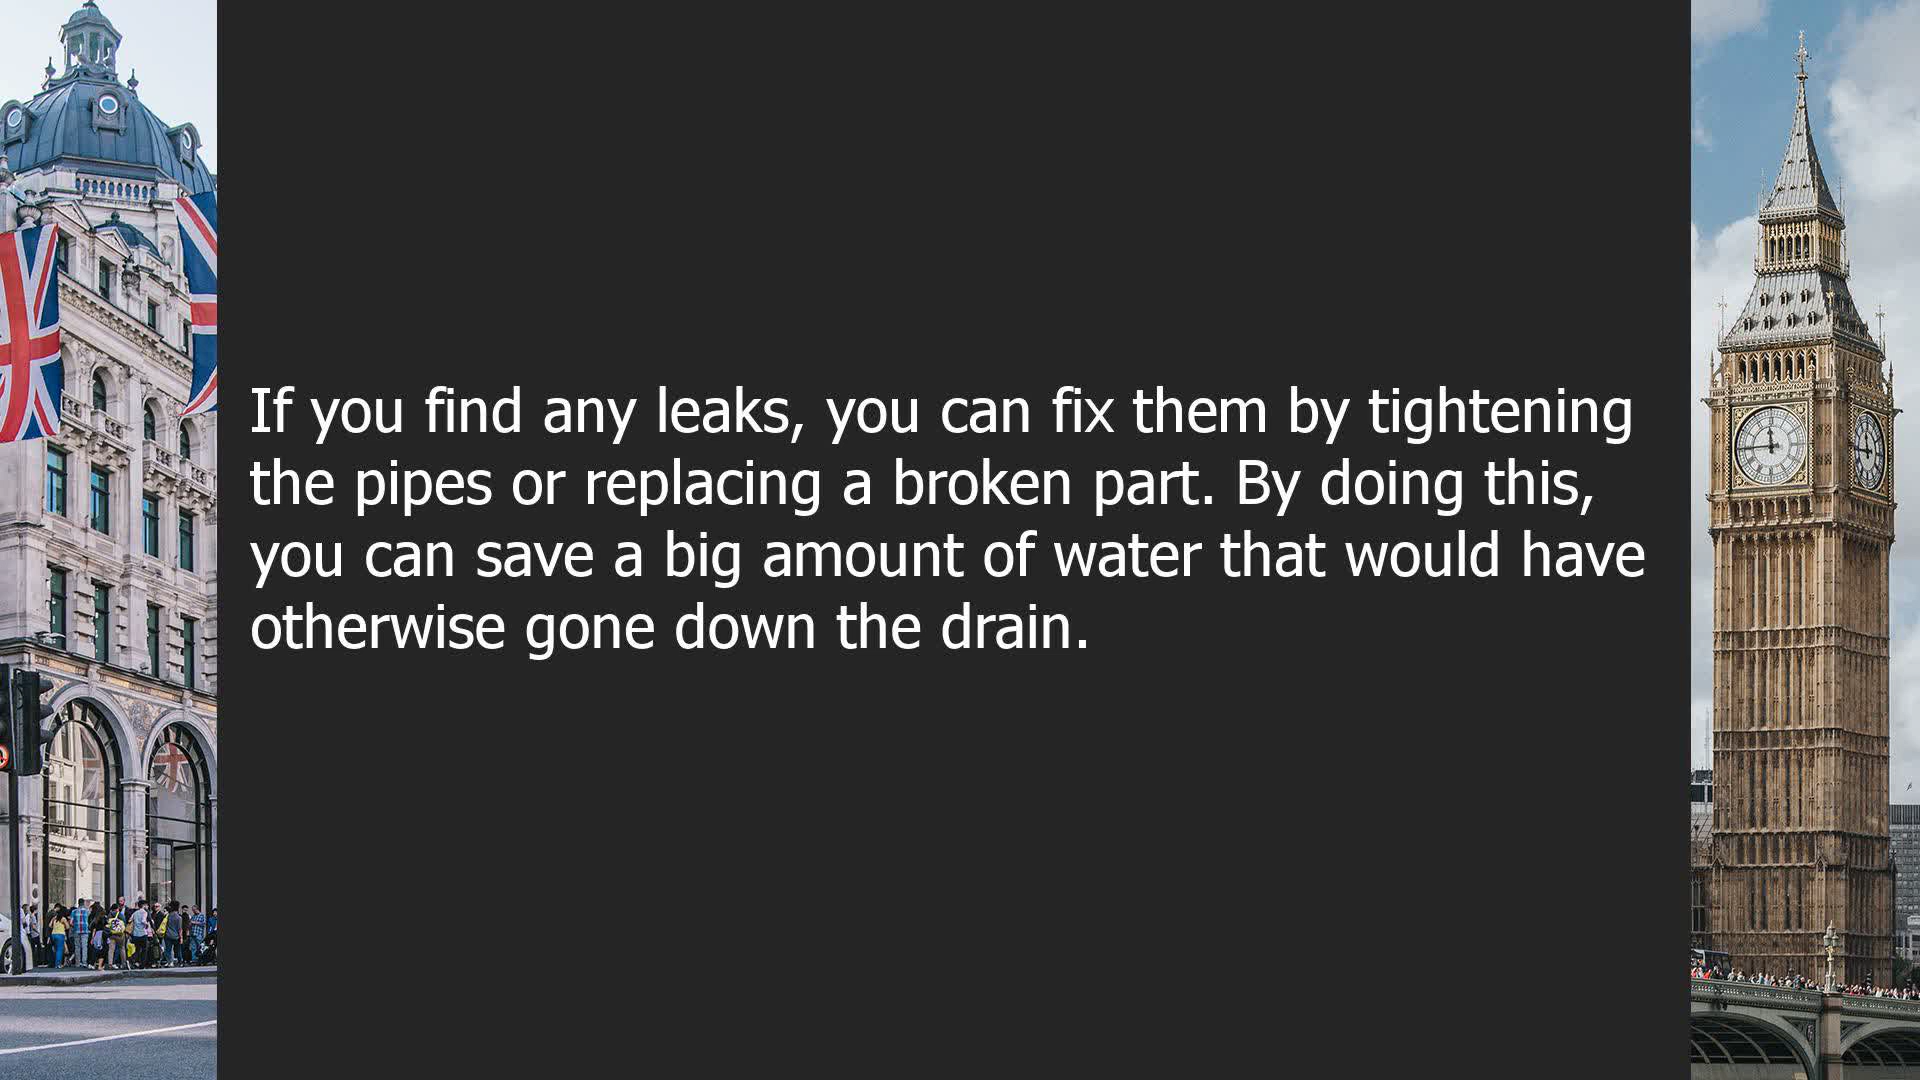 If you find any leaks, you can fix them by tightening
the pipes or replacing a broken part. By doing this,
you can save a big amount of water that would have
otherwise gone down the drain.